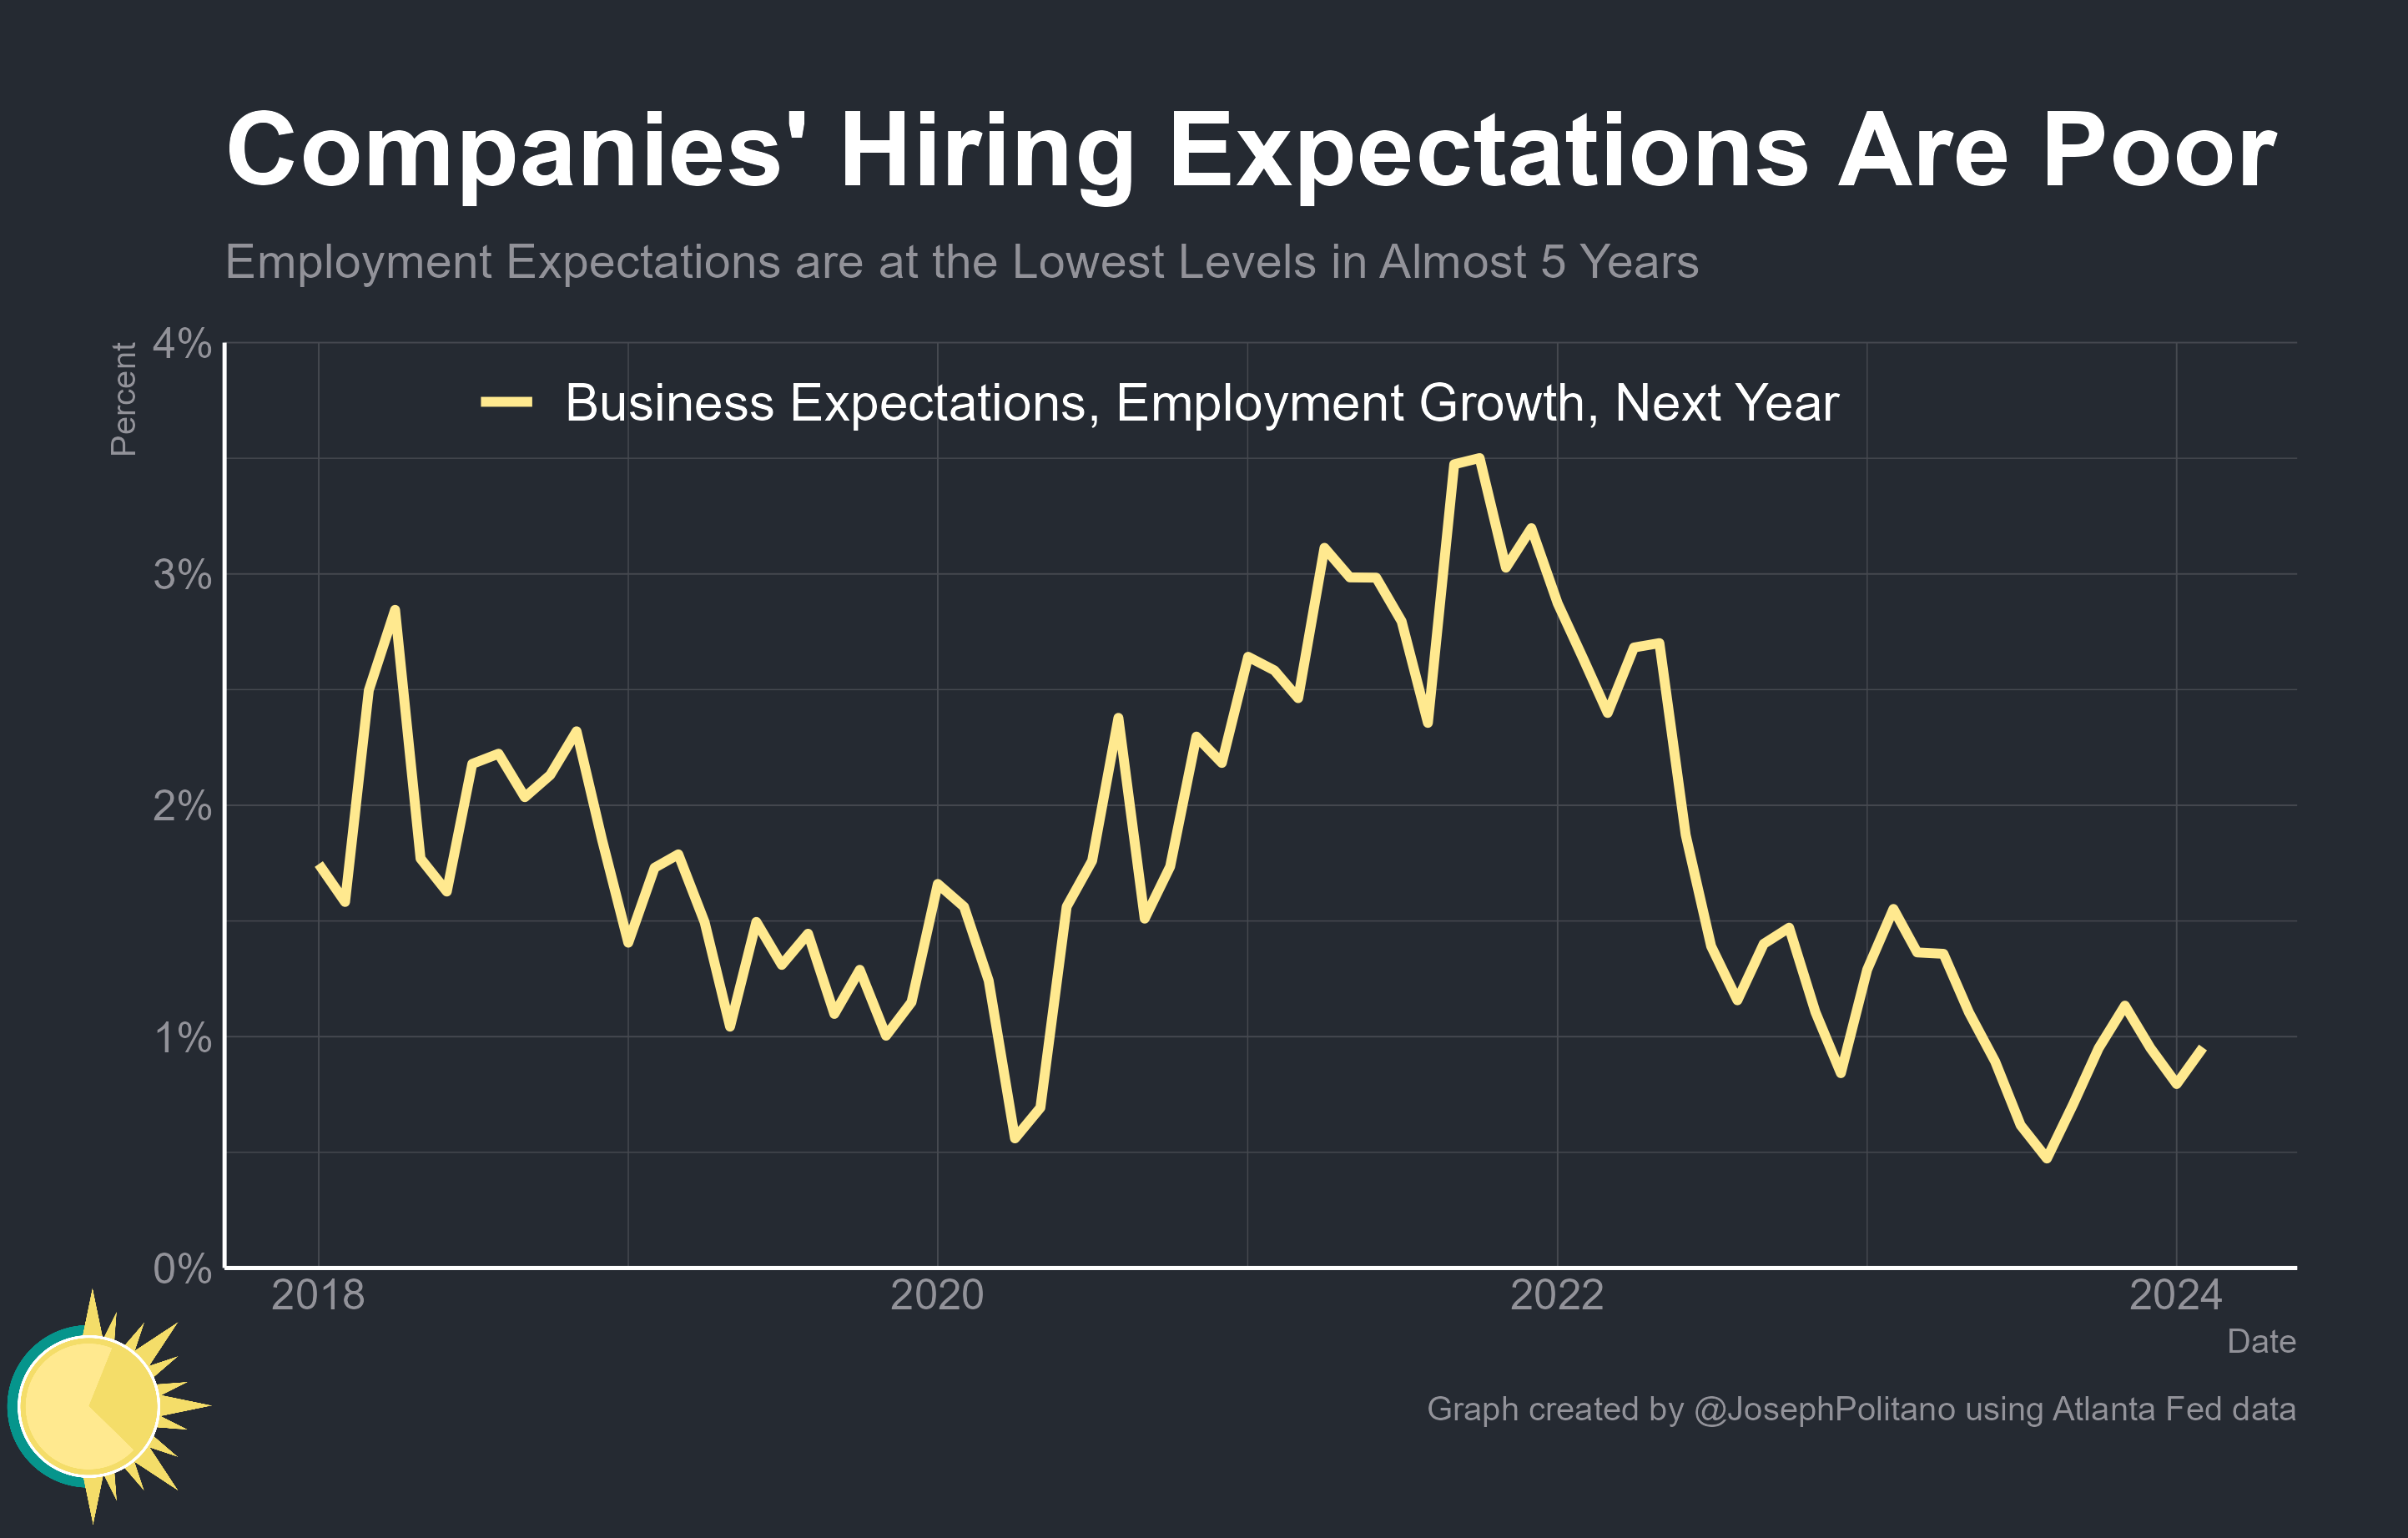 Companies' Hiring Expectations Are Poor
Employment Expectations are at the Lowest Levels in Almost 5 Years
Percent
4%
3%
2%
1%
0%
Business Expectations, Employment Growth, Next Year
2018 2020 2022 2024
Date
Graph created by @JosephPolitano using Atlanta Fed data